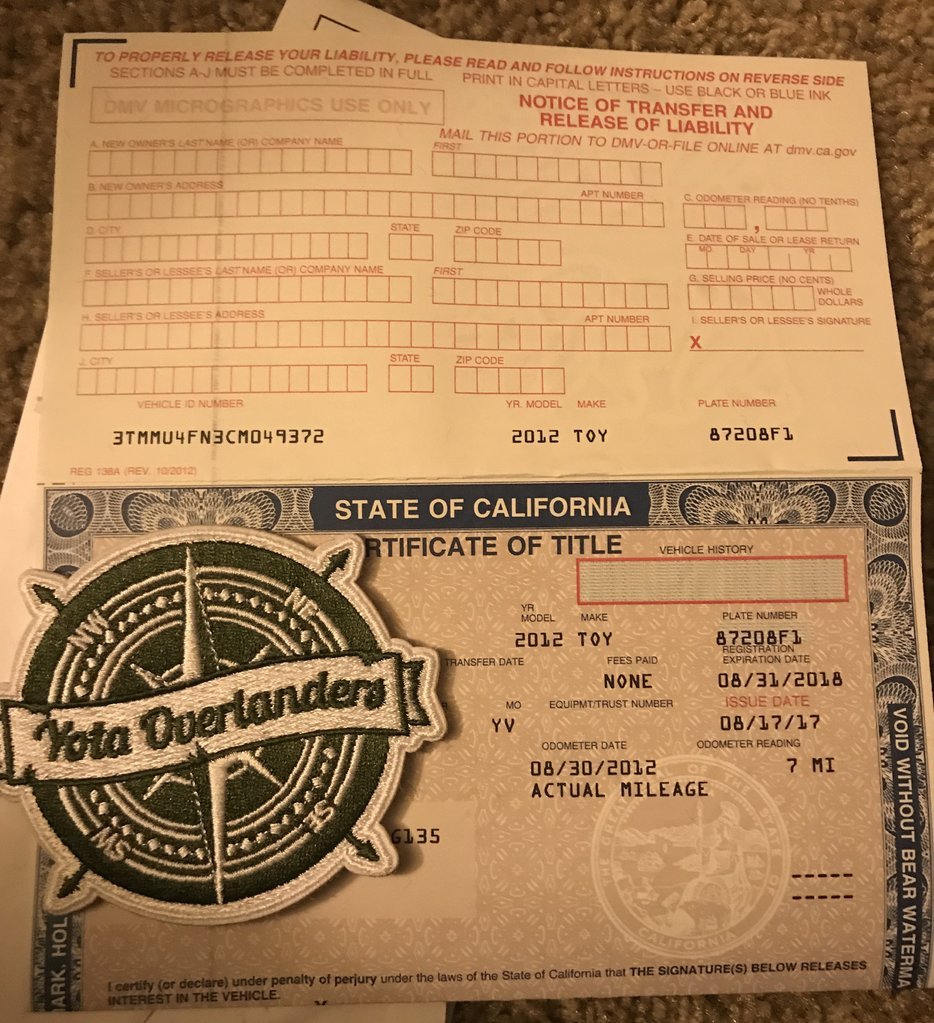 TO PROPERLY RELEASE YOUR LIABILITY, PLEASE READ AND FOLLOW INSTRUCTIONS ON REVERSE SIDE
SECTIONS A-J MUST BE COMPLETED IN FULL PRINT IN CAPITAL LETTERS – USE BLACK OR BLUE INK
DMV MICROGRAPHICS USE ONLY
NOTICE OF TRANSFER AND
RELEASE OF LIABILITY
MAIL THIS PORTION TO DMV-OR-FILE ONLINE AT dmv.ca.gov
A. NEW OWNER'S LAST NAME (OR) COMPANY NAME FIRST
B. NEW OWNER'S ADDRESS APT NUMBER C. ODOMETER READING (NO TENTHS)
,
D. CITY STATE ZIP CODE E. DATE OF SALE OR LEASE RETURN
MO. DAY YR.
F. SELLER'S OR LESSEE'S LAST NAME (OR) COMPANY NAME FIRST G. SELLING PRICE (NO CENTS)
WHOLE
DOLLARS
H. SELLER'S OR LESSEE'S ADDRESS APT NUMBER I. SELLER'S OR LESSEE'S SIGNATURE
X
J. CITY STATE ZIP CODE
VEHICLE ID NUMBER YR. MODEL MAKE PLATE NUMBER
3TMMU4FN3CM049372 2012 TOY 87208F1
REG 138A (REV. 10/2012)
STATE OF CALIFORNIA
RTIFICATE OF TITLE
VEHICLE HISTORY
YR
MODEL MAKE PLATE NUMBER
2012 TOY 87208F1
TRANSFER DATE FEES PAID REGISTRATION
EXPIRATION DATE
NONE 08/31/2018
MO EQUIPMT/TRUST NUMBER ISSUE DATE
YV 08/17/17
ODOMETER DATE ODOMETER READING
08/30/2012 7 MI
ACTUAL MILEAGE
G135
NW NE
Yota Overlanders
MS ES
VOID WITHOUT BEAR WATERMA
ARK. HOL
CALIFORNIA
I certify (or declare) under penalty of perjury under the laws of the State of California that THE SIGNATURE(S) BELOW RELEASES
INTEREST IN THE VEHICLE.